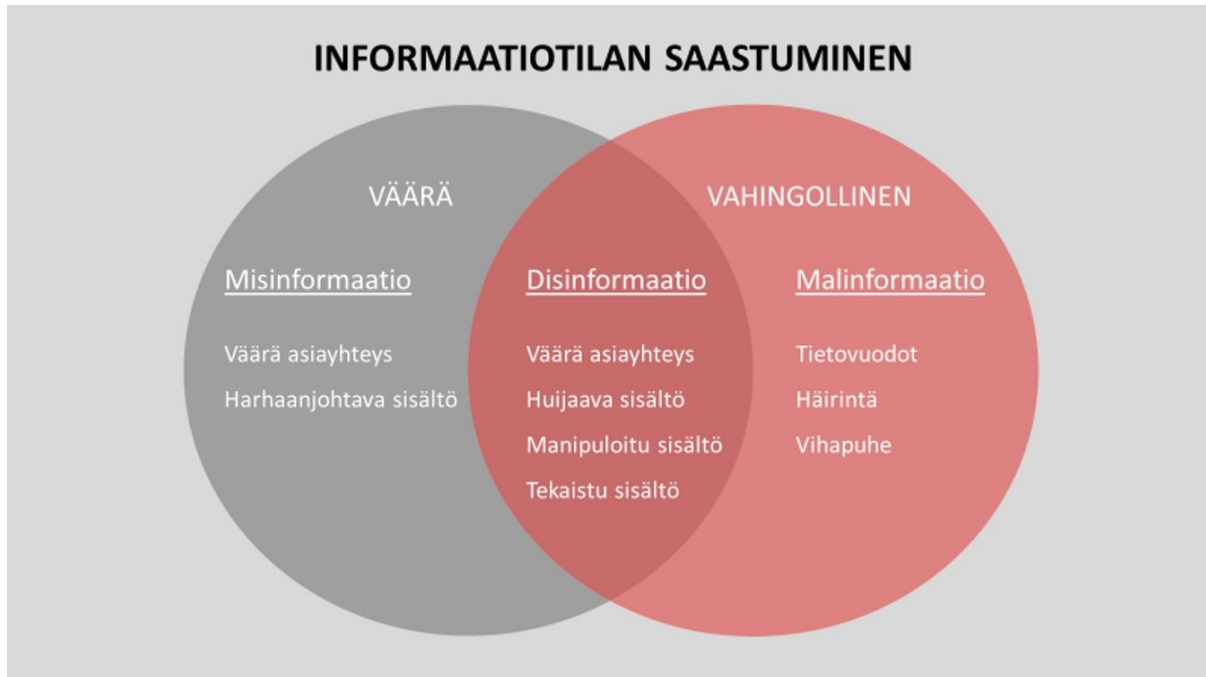 INFORMAATIOTILAN SAASTUMINEN
VÄÄRÄ
VAHINGOLLINEN
Misinformaatio
Väärä asiayhteys
Harhaanjohtava sisältö
Disinformaatio
Väärä asiayhteys
Huijaava sisältö
Manipuloitu sisältö
Tekaistu sisältö
Malinformaatio
Tietovuodot
Häirintä
Vihapuhe